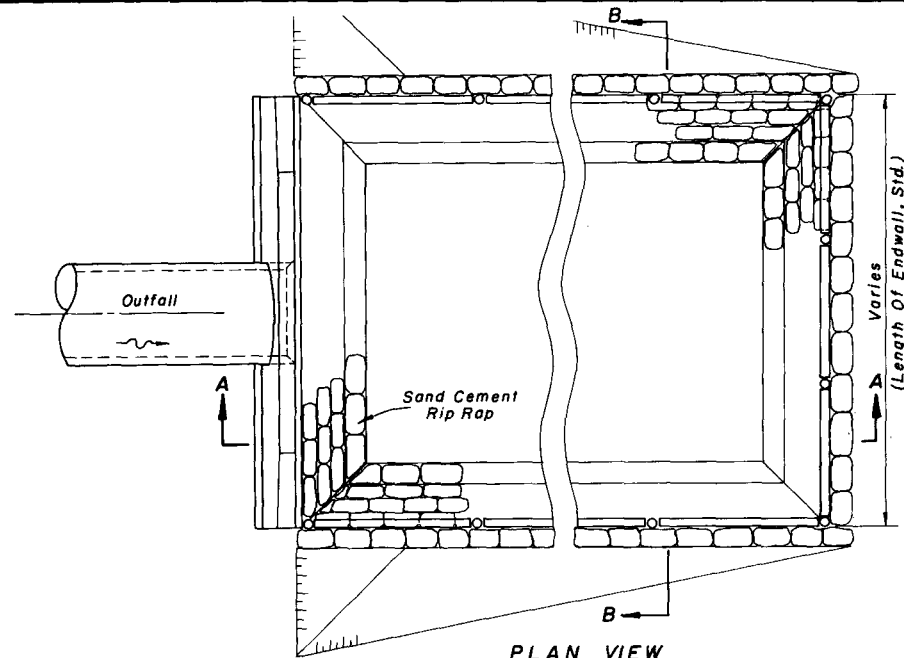 B
Outfall
A
Sand Cement
Rip Rap
Varies
(Length Of Endwall, Std.)
A
B
PLAN VIEW